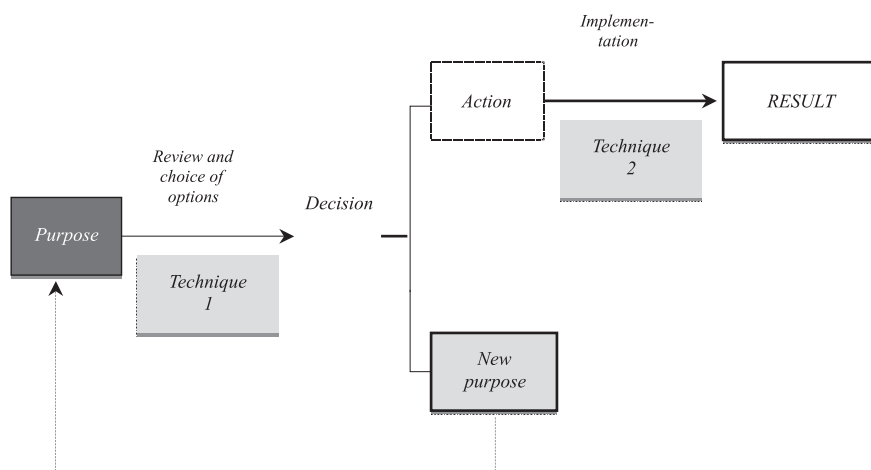 Implemen-
tation
Action
RESULT
Technique
2
Review and
choice of
options
Decision
Purpose
Technique
1
New
purpose